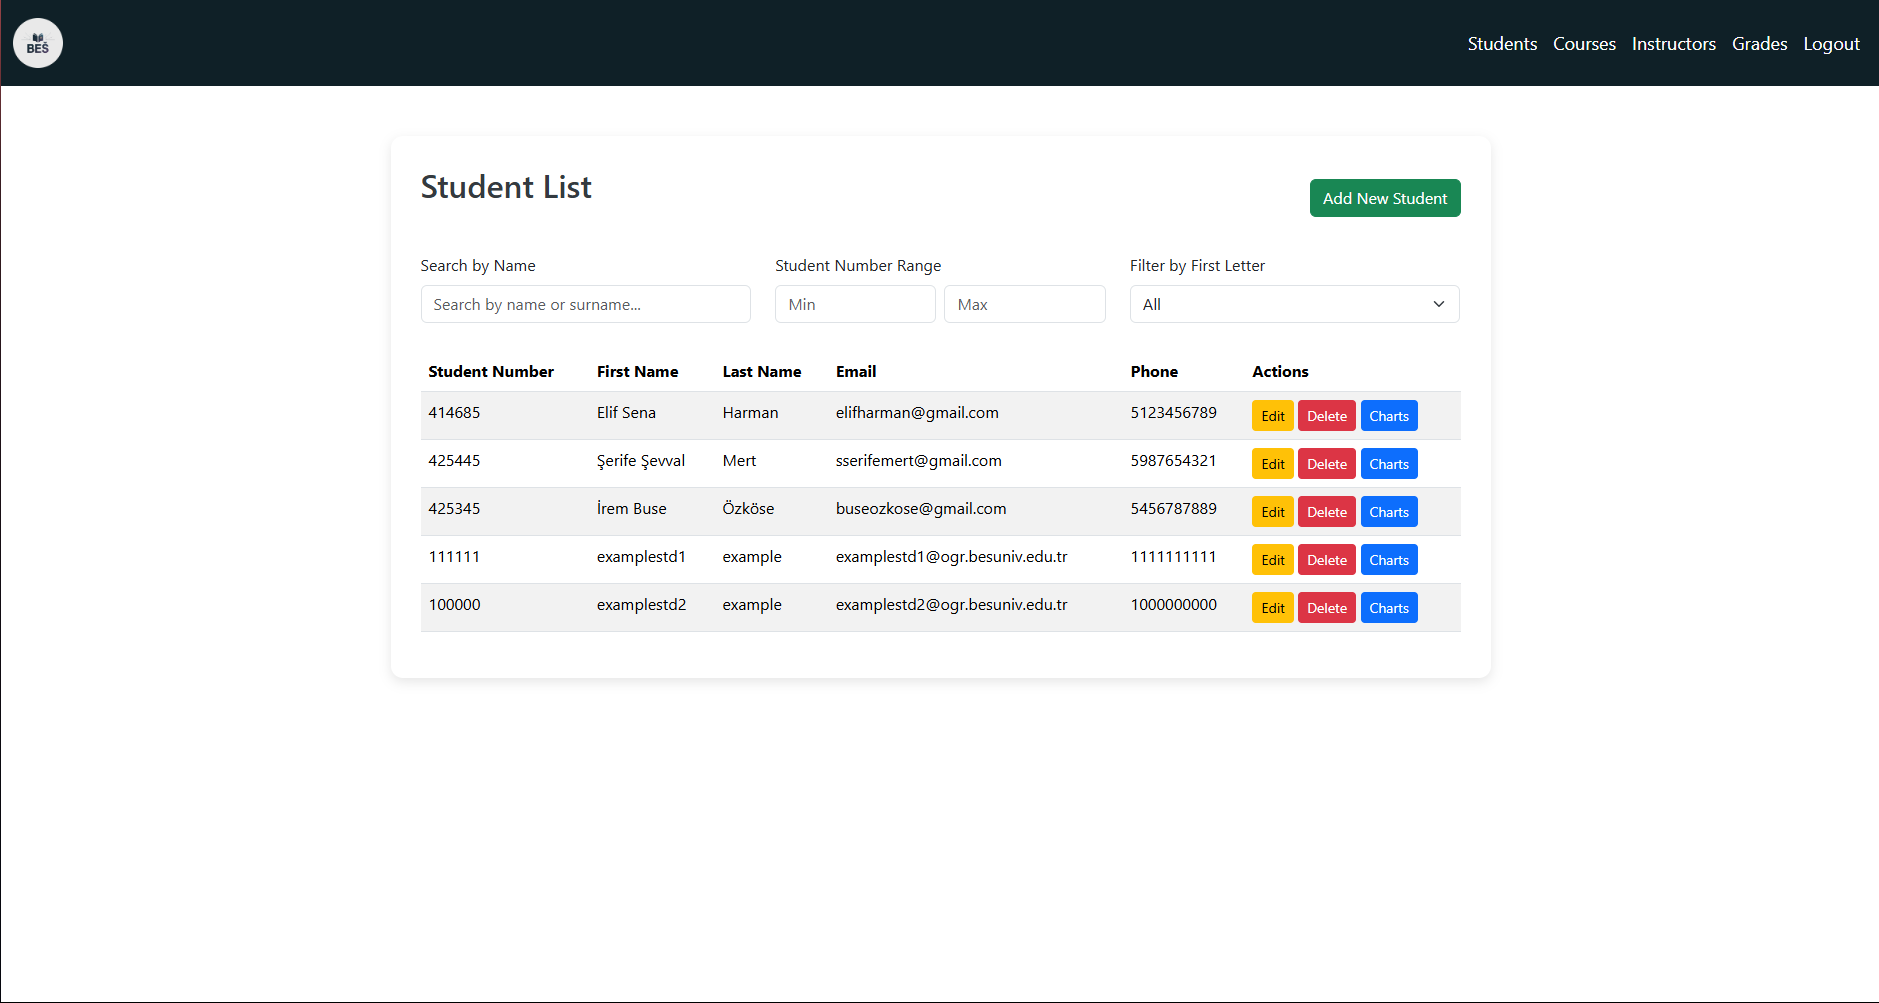 BEŞ
Students Courses Instructors Grades Logout
Student List
Add New Student
Search by Name Student Number Range Filter by First Letter
Search by name or surname... Min Max All
Student Number First Name Last Name Email Phone Actions
414685 Elif Sena Harman elifharman@gmail.com 5123456789 Edit Delete Charts
425445 Şerife Şevval Mert sserifemert@gmail.com 5987654321 Edit Delete Charts
425345 İrem Buse Özköse buseozkose@gmail.com 5456787889 Edit Delete Charts
111111 examplestd1 example examplestd1@ogr.besuniv.edu.tr 1111111111 Edit Delete Charts
100000 examplestd2 example examplestd2@ogr.besuniv.edu.tr 1000000000 Edit Delete Charts